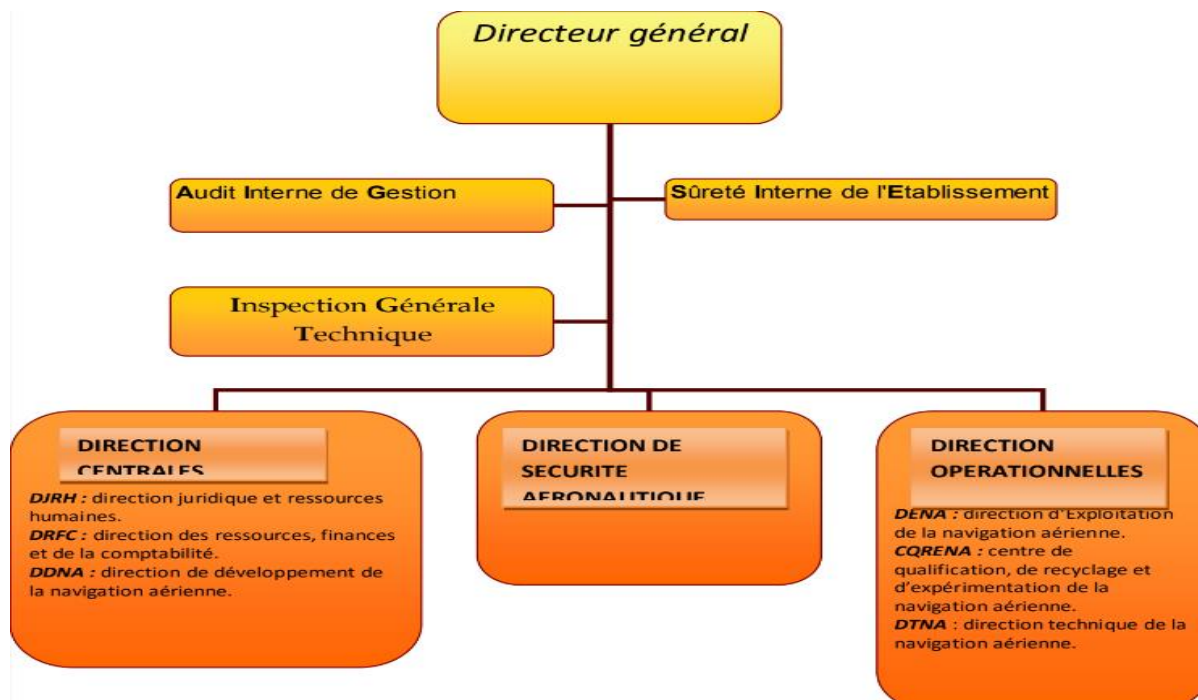 Directeur général
Audit Interne de Gestion
Sûreté Interne de l'Etablissement
Inspection Générale
Technique
DIRECTION
CENTRALES
DJRH : direction juridique et ressources
humaines.
DRFC : direction des ressources, finances
et de la comptabilité.
DDNA : direction de développement de
la navigation aérienne.
DIRECTION DE
SECURITE
AERONAUTIQUE
DIRECTION
OPERATIONNELLES
DENA : direction d'Exploitation
de la navigation aérienne.
CQRENA : centre de
qualification, de recyclage et
d'expérimentation de la
navigation aérienne.
DTNA : direction technique de la
navigation aérienne.